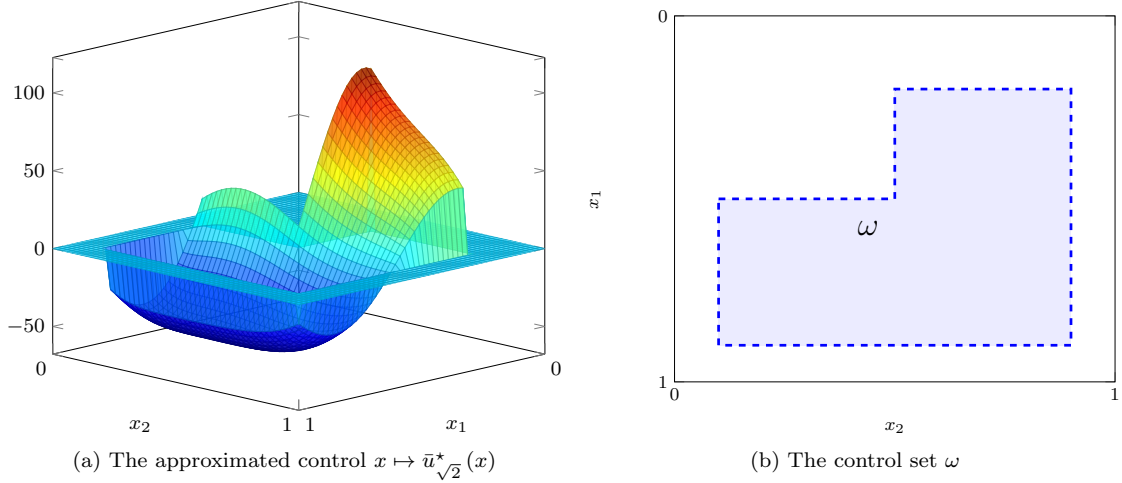 100
50
0
−50
0
x₂
1 1
x₁
0
(a) The approximated control x ↦ ū⋆_√2 (x)
0
x₁
ω
1
0
x₂
1
(b) The control set ω